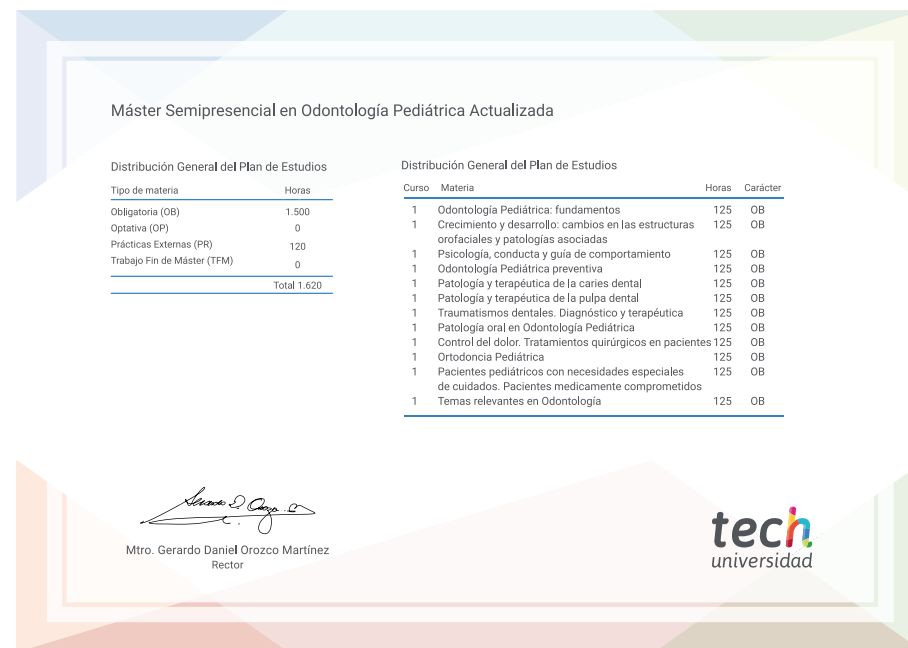 Máster Semipresencial en Odontología Pediátrica Actualizada
Distribución General del Plan de Estudios
Tipo de materia Horas
Obligatoria (OB) 1.500
Optativa (OP) 0
Prácticas Externas (PR) 120
Trabajo Fin de Máster (TFM) 0
Total 1.620
Distribución General del Plan de Estudios
Curso Materia Horas Carácter
1 Odontología Pediátrica: fundamentos 125 OB
1 Crecimiento y desarrollo: cambios en las estructuras 125 OB
orofaciales y patologías asociadas
1 Psicología, conducta y guía de comportamiento 125 OB
1 Odontología Pediátrica preventiva 125 OB
1 Patología y terapéutica de la caries dental 125 OB
1 Patología y terapéutica de la pulpa dental 125 OB
1 Traumatismos dentales. Diagnóstico y terapéutica 125 OB
1 Patología oral en Odontología Pediátrica 125 OB
1 Control del dolor. Tratamientos quirúrgicos en pacientes 125 OB
1 Ortodoncia Pediátrica 125 OB
1 Pacientes pediátricos con necesidades especiales 125 OB
de cuidados. Pacientes medicamente comprometidos
1 Temas relevantes en Odontología 125 OB
Mtro. Gerardo Daniel Orozco Martínez
Rector
tech
universidad